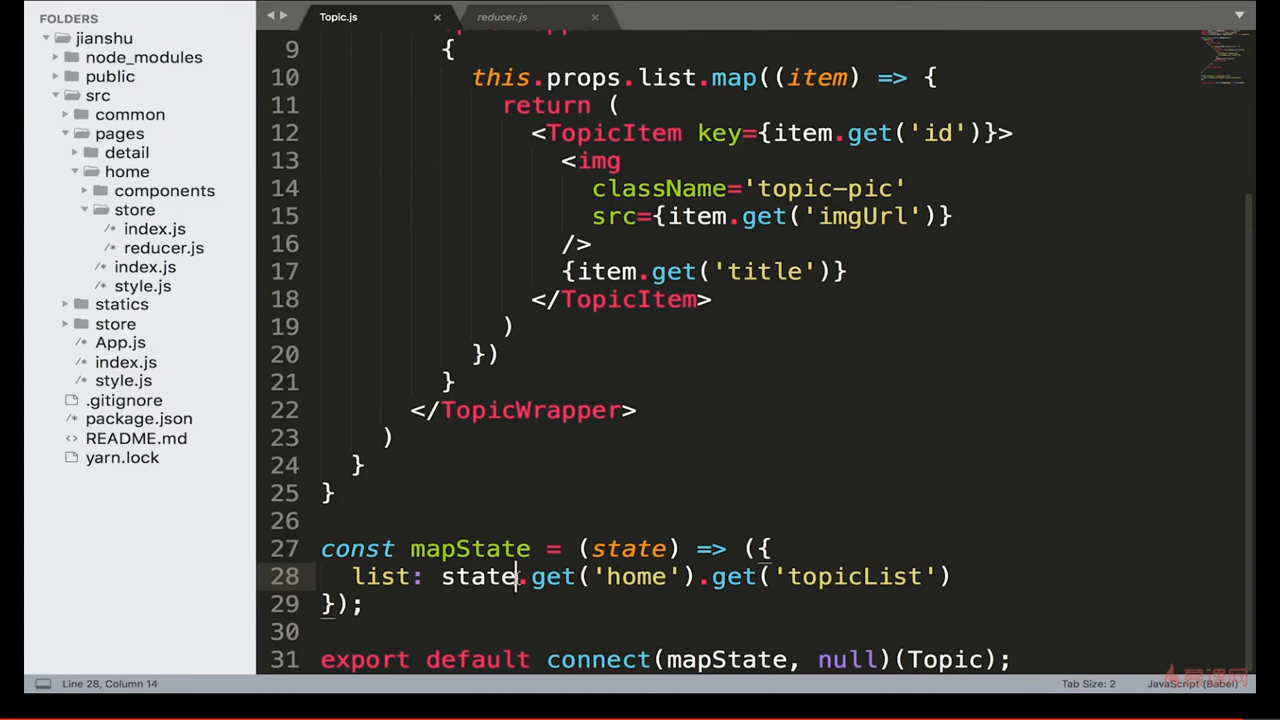 FOLDERS
jianshu
node_modules
public
src
common
pages
detail
home
components
store
/* index.js
/* reducer.js
/* index.js
/* style.js
statics
store
/* App.js
/* index.js
/* style.js
.gitignore
/* package.json
<> README.md
yarn.lock
Topic.js ×
reducer.js ×
9 {
10 this.props.list.map((item) => {
11 return (
12 <TopicItem key={item.get('id')}>
13 <img
14 className='topic-pic'
15 src={item.get('imgUrl')}
16 />
17 {item.get('title')}
18 </TopicItem>
19 )
20 })
21 }
22 </TopicWrapper>
23 )
24 }
25 }
26
27 const mapState = (state) => ({
28 list: state.get('home').get('topicList')
29 });
30
31 export default connect(mapState, null)(Topic);
慕课网
Line 28, Column 14
Tab Size: 2
JavaScript (Babel)